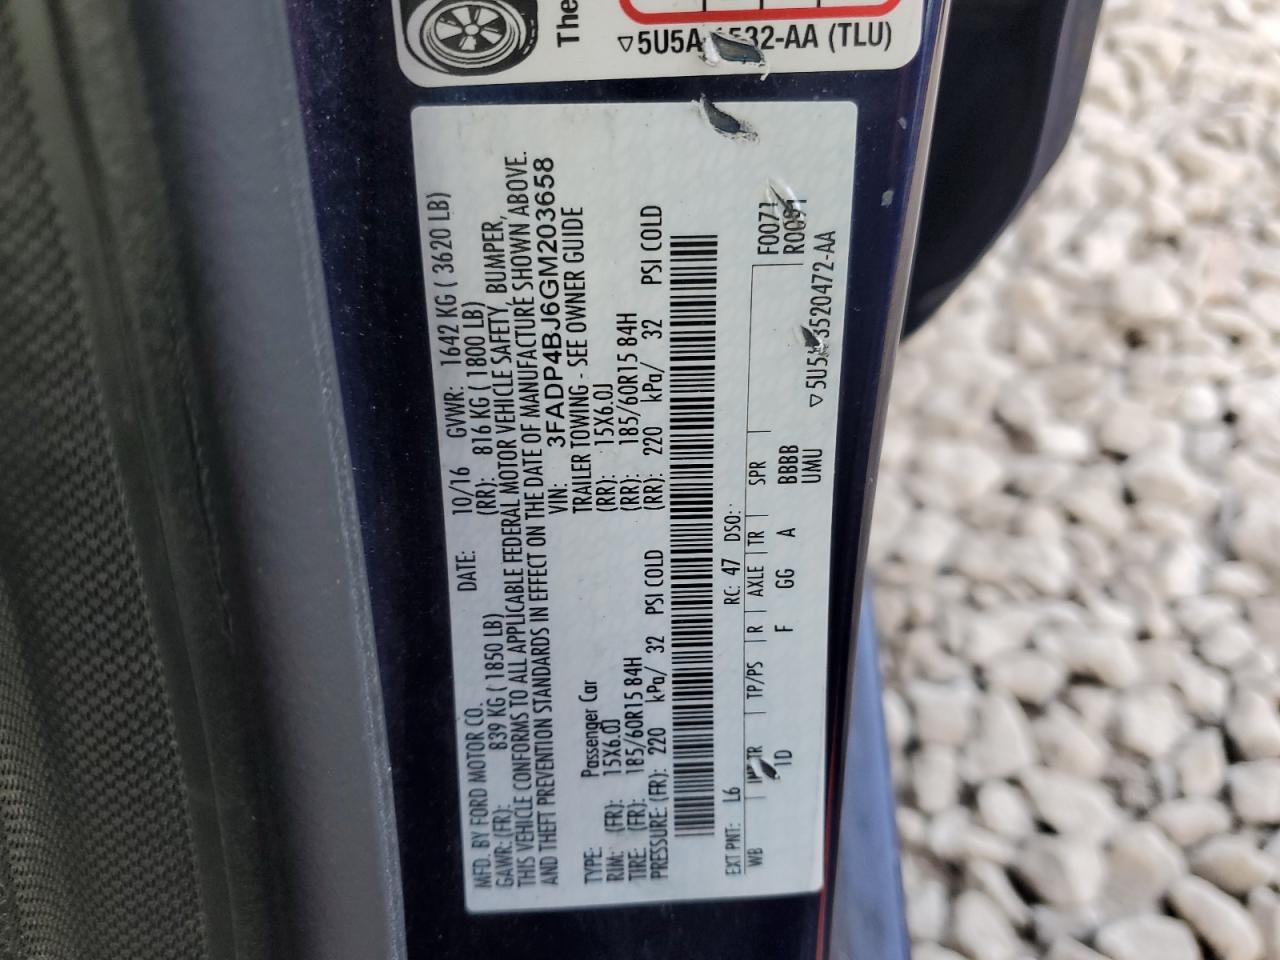 The
▽5U5A 532-AA (TLU)
MFD. BY FORD MOTOR CO. DATE: 10/16 GVWR: 1642 KG ( 3620 LB)
GAWR: (FR): 839 KG ( 1850 LB) (RR): 816 KG ( 1800 LB)
THIS VEHICLE CONFORMS TO ALL APPLICABLE FEDERAL MOTOR VEHICLE SAFETY, BUMPER,
AND THEFT PREVENTION STANDARDS IN EFFECT ON THE DATE OF MANUFACTURE SHOWN ABOVE.
VIN: 3FADP4BJ6GM203658
TYPE: Passenger Car TRAILER TOWING - SEE OWNER GUIDE
RIM: (FR): 15X6.0J (RR): 15X6.0J
TIRE: (FR): 185/60R15 84H (RR): 185/60R15 84H
PRESSURE: (FR): 220 kPa/ 32 PSI COLD (RR): 220 kPa/ 32 PSI COLD
EXT PNT: L6 RC: 47 DSO:
WB TR TP/PS R AXLE TR SPR F0071
1D F GG A BBBB R0091
UMU
▽5U5 3520472-AA